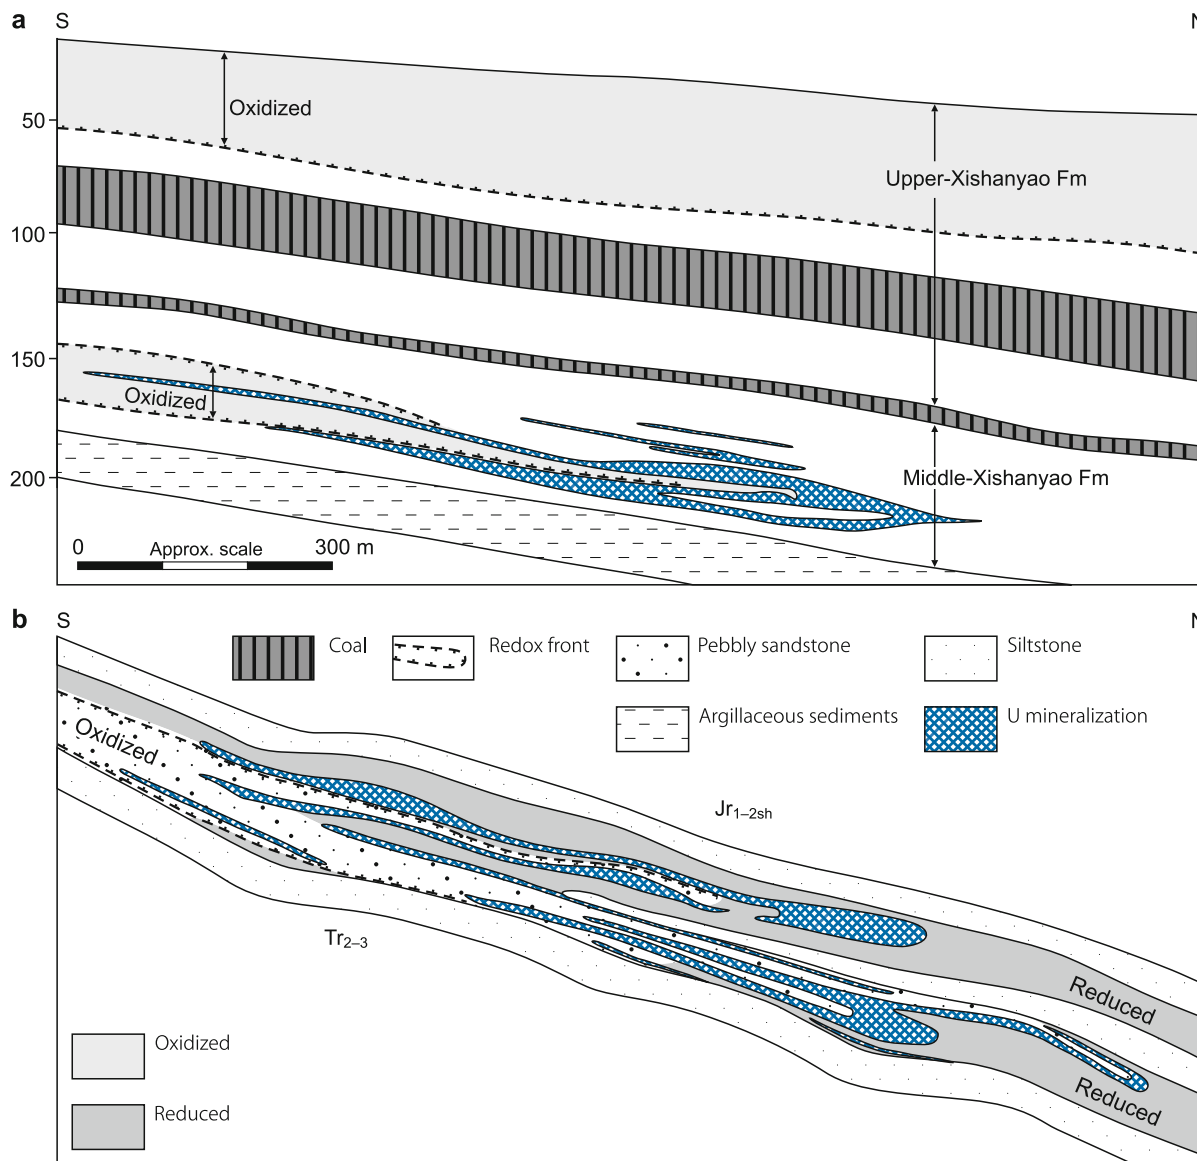 a S N
Oxidized
50
Upper-Xishanyao Fm
100
150
Oxidized
200
Middle-Xishanyao Fm
0 Approx. scale 300 m
b S N
Coal Redox front Pebbly sandstone Siltstone
Argillaceous sediments U mineralization
Oxidized
Jr1–2sh
Tr2–3
Reduced
Reduced
Oxidized
Reduced